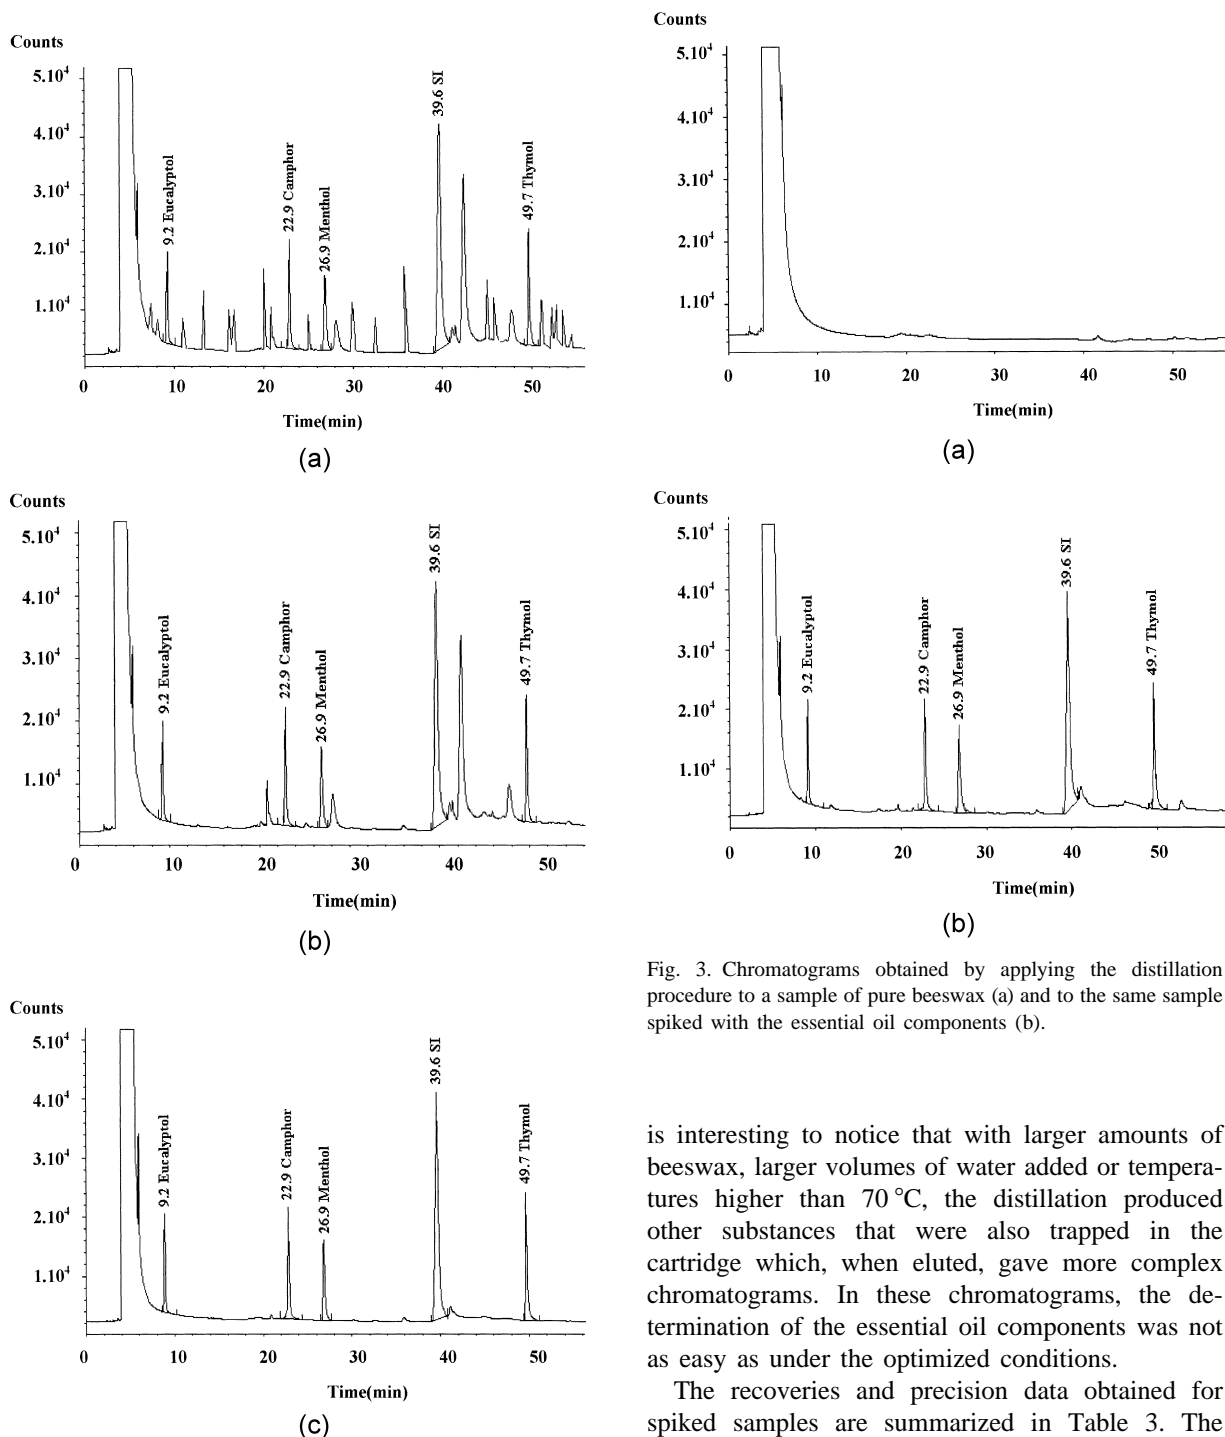 Counts
5.10⁴
4.10⁴
3.10⁴
2.10⁴
1.10⁴
9.2 Eucalyptol
22.9 Camphor
26.9 Menthol
39.6 SI
49.7 Thymol
0 10 20 30 40 50
Time(min)
(a)
Counts
5.10⁴
4.10⁴
3.10⁴
2.10⁴
1.10⁴
9.2 Eucalyptol
22.9 Camphor
26.9 Menthol
39.6 SI
49.7 Thymol
0 10 20 30 40 50
Time(min)
(b)
Counts
5.10⁴
4.10⁴
3.10⁴
2.10⁴
1.10⁴
9.2 Eucalyptol
22.9 Camphor
26.9 Menthol
39.6 SI
49.7 Thymol
0 10 20 30 40 50
Time(min)
(c)
Counts
5.10⁴
4.10⁴
3.10⁴
2.10⁴
1.10⁴
0 10 20 30 40 50
Time(min)
(a)
Counts
5.10⁴
4.10⁴
3.10⁴
2.10⁴
1.10⁴
9.2 Eucalyptol
22.9 Camphor
26.9 Menthol
39.6 SI
49.7 Thymol
0 10 20 30 40 50
Time(min)
(b)
Fig. 3. Chromatograms obtained by applying the distillation
procedure to a sample of pure beeswax (a) and to the same sample
spiked with the essential oil components (b).
is interesting to notice that with larger amounts of
beeswax, larger volumes of water added or tempera-
tures higher than 70 °C, the distillation produced
other substances that were also trapped in the
cartridge which, when eluted, gave more complex
chromatograms. In these chromatograms, the de-
termination of the essential oil components was not
as easy as under the optimized conditions.
The recoveries and precision data obtained for
spiked samples are summarized in Table 3. The